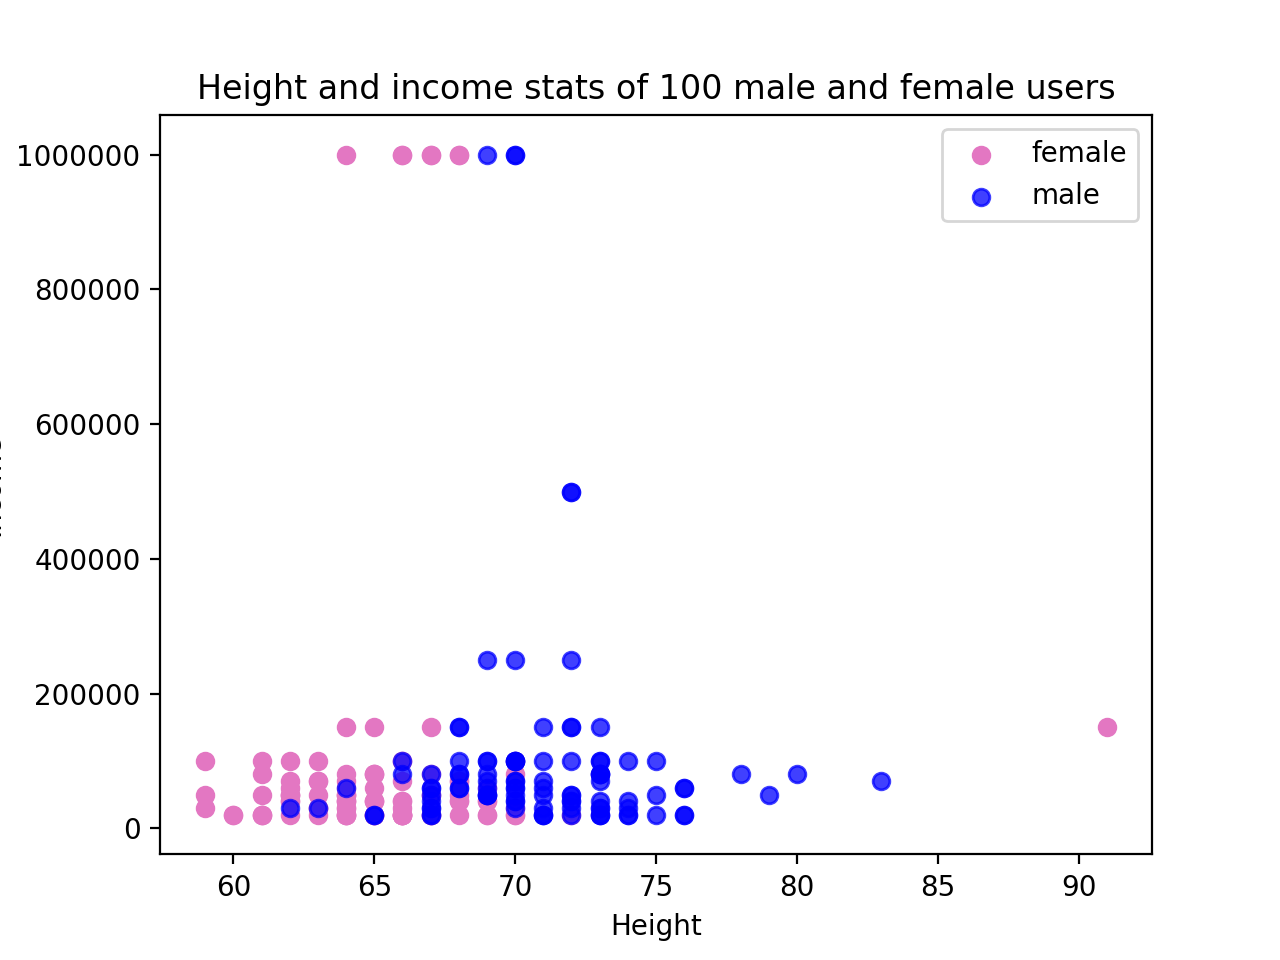 Height and income stats of 100 male and female users
female
male
1000000
800000
600000
400000
200000
0
60 65 70 75 80 85 90
Height